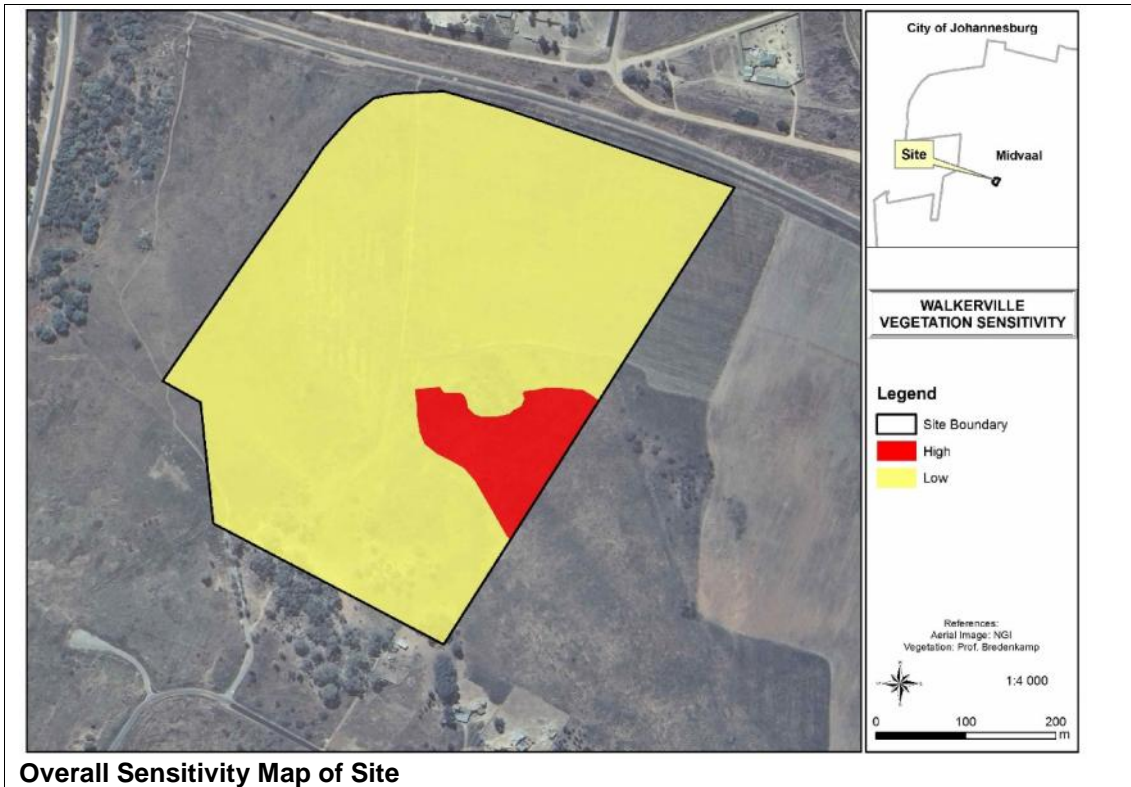 City of Johannesburg
Site
Midvaal
WALKERVILLE
VEGETATION SENSITIVITY
Legend
Site Boundary
High
Low
References:
Aerial Image: NGI
Vegetation: Prof. Bredenkamp
1:4 000
0 100 200
m
Overall Sensitivity Map of Site